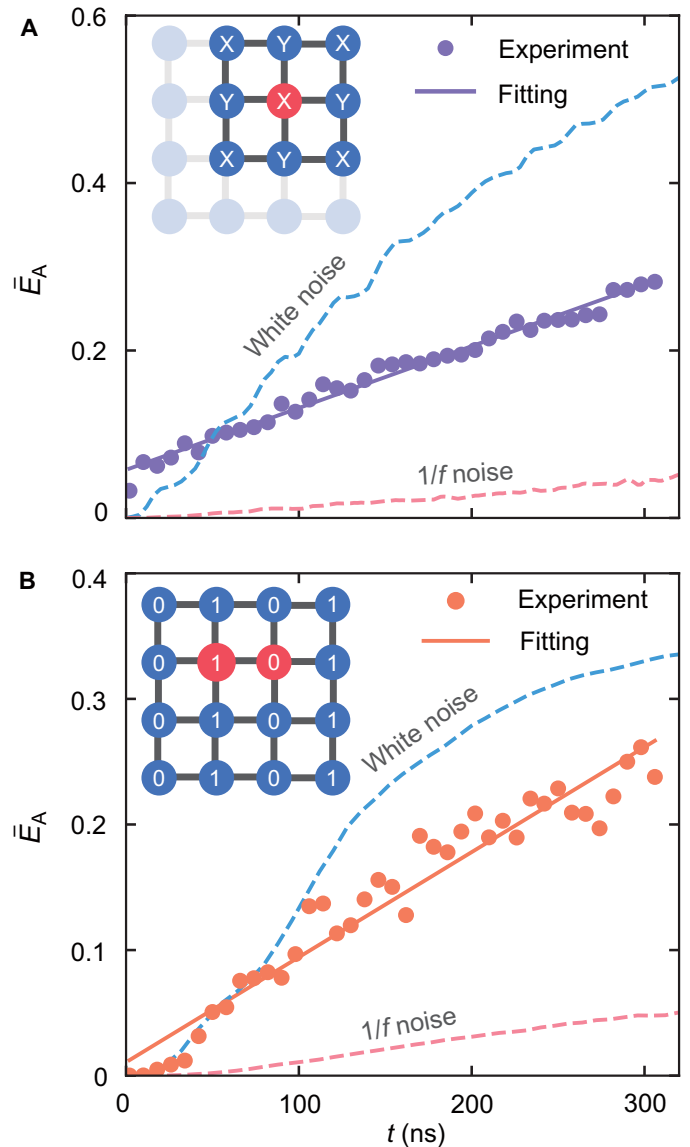 A
0.6
X Y X
Y X Y
X Y X
Experiment
Fitting
0.4
White noise
Ē_A
0.2
1/f noise
0
B
0.4
0 1 0 1
0 1 0 1
0 1 0 1
0 1 0 1
Experiment
Fitting
0.3
White noise
Ē_A
0.2
0.1
1/f noise
0
0 100 200 300
t (ns)